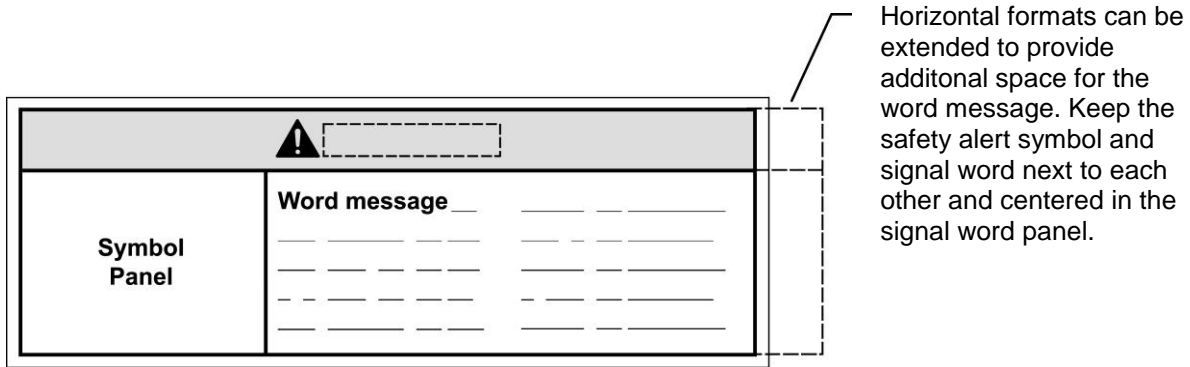 Horizontal formats can be
extended to provide
additonal space for the
word message. Keep the
safety alert symbol and
signal word next to each
other and centered in the
signal word panel.
!
Word message
Symbol
Panel